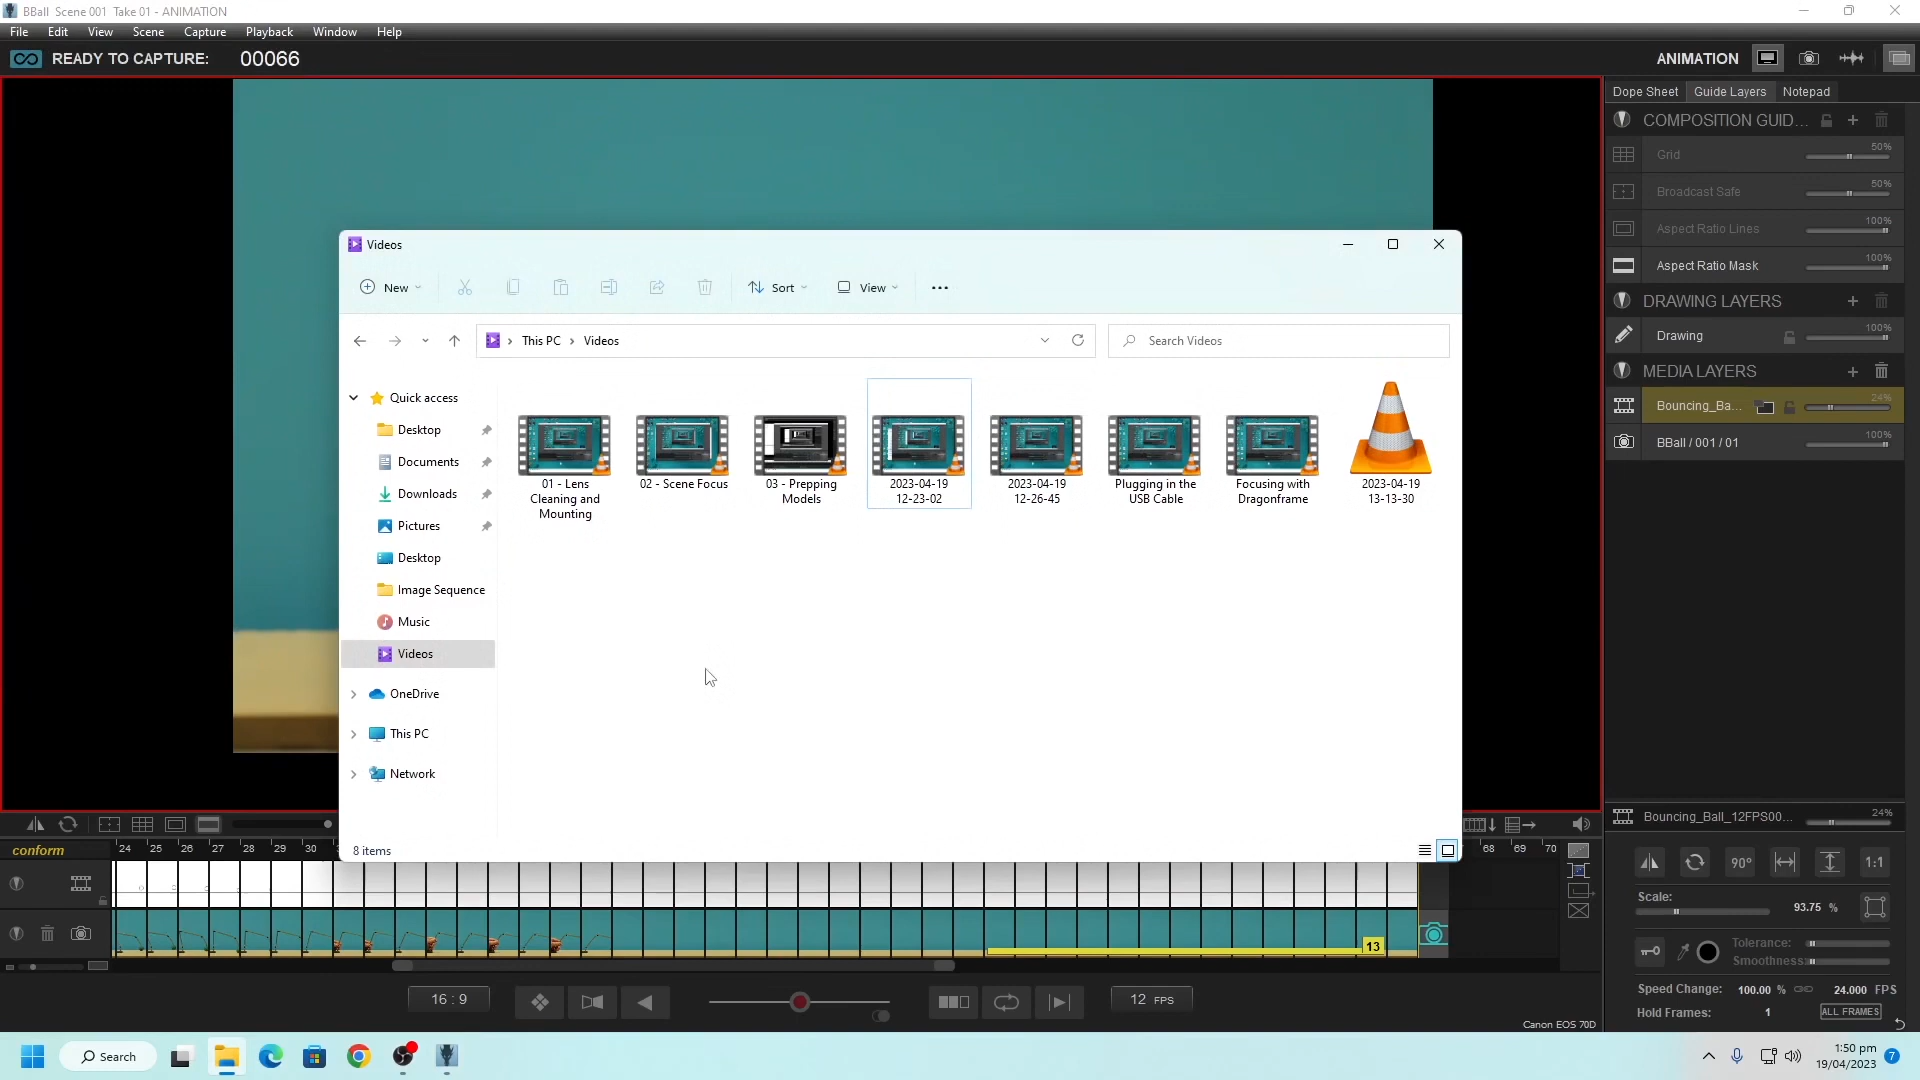 BBall Scene 001 Take 01 - ANIMATION
File Edit View Scene Capture Playback Window Help
READY TO CAPTURE: 00066
ANIMATION
Dope Sheet Guide Layers Notepad
COMPOSITION GUID...
Grid 50%
Broadcast Safe 50%
Aspect Ratio Lines 100%
Aspect Ratio Mask 100%
DRAWING LAYERS
Drawing 100%
MEDIA LAYERS
Bouncing_Ba... 24%
BBall / 001 / 01 100%
Videos
New Sort View
This PC > Videos
Search Videos
Quick access
Desktop
Documents
Downloads
Pictures
Desktop
Image Sequence
Music
Videos
OneDrive
This PC
Network
01 - Lens
Cleaning and
Mounting
02 - Scene Focus
03 - Prepping
Models
2023-04-19
12-23-02
2023-04-19
12-26-45
Plugging in the
USB Cable
Focusing with
Dragonframe
2023-04-19
13-13-30
8 items
conform
24 25 26 27 28 29 30
68 69 70
13
16 : 9
12 FPS
Canon EOS 70D
Bouncing_Ball_12FPS00... 24%
90° 1:1
Scale: 93.75 %
Tolerance:
Smoothness:
Speed Change: 100.00 % 24.000 FPS
Hold Frames: 1 ALL FRAMES
Search
1:50 pm
19/04/2023
7